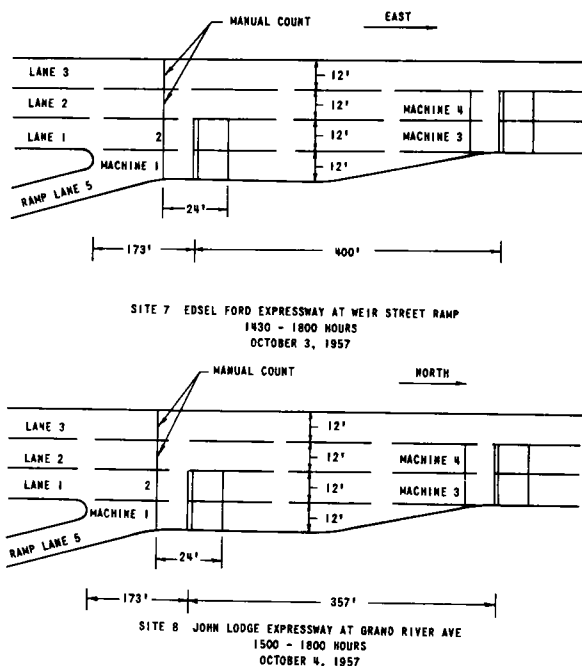 MANUAL COUNT
EAST
LANE 3
12'
LANE 2
12'
MACHINE 4
LANE 1
2
12'
MACHINE 3
MACHINE 1
12'
RAMP LANE 5
24'
173'
400'
SITE 7 EDSEL FORD EXPRESSWAY AT WEIR STREET RAMP
1430 - 1800 HOURS
OCTOBER 3, 1957
MANUAL COUNT
NORTH
LANE 3
12'
LANE 2
12'
MACHINE 4
LANE 1
2
12'
MACHINE 3
MACHINE 1
12'
RAMP LANE 5
24'
173'
357'
SITE 8 JOHN LODGE EXPRESSWAY AT GRAND RIVER AVE
1500 - 1800 HOURS
OCTOBER 4, 1957